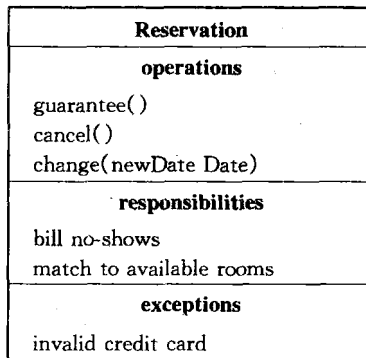 Reservation
operations
guarantee()
cancel()
change(newDate Date)
responsibilities
bill no-shows
match to available rooms
exceptions
invalid credit card